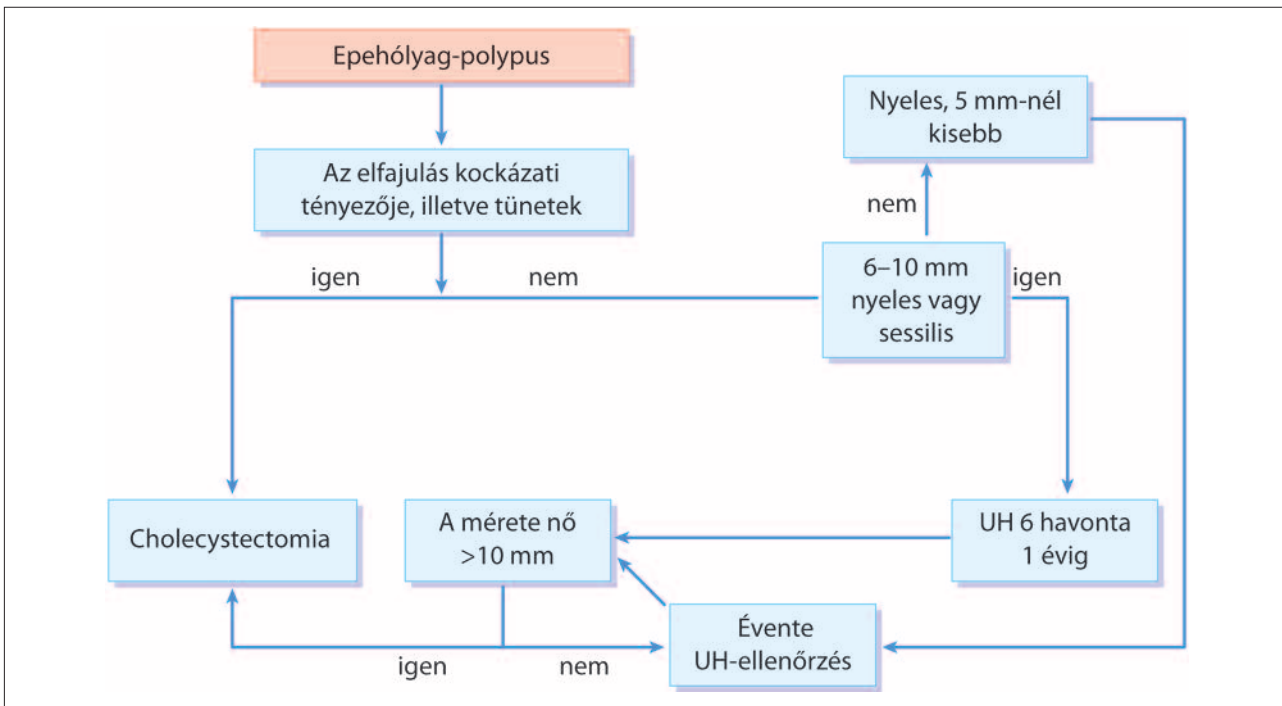 Epehólyag-polypus
Nyeles, 5 mm-nél
kisebb
Az elfajulás kockázati
tényezője, illetve tünetek
nem
igen
nem
6–10 mm
nyeles vagy
sessilis
igen
Cholecystectomia
A mérete nő
>10 mm
UH 6 havonta
1 évig
Évente
UH-ellenőrzés
igen
nem